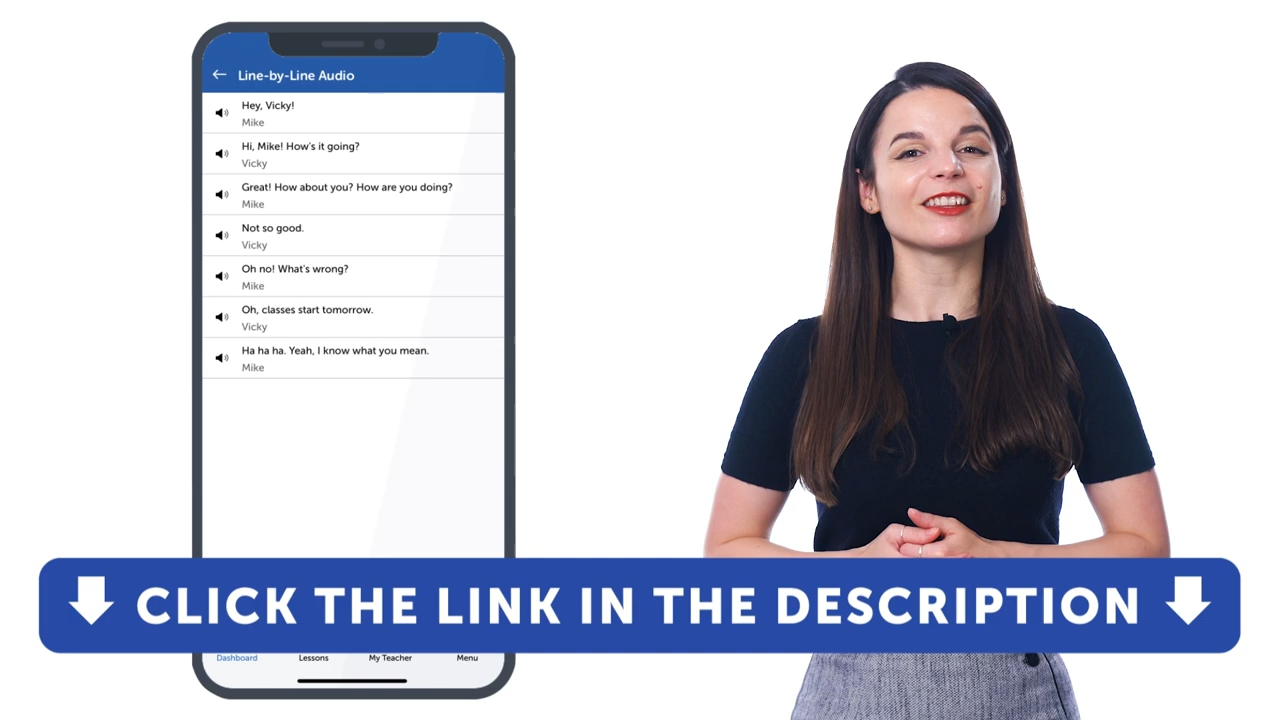 Line-by-Line Audio
Hey, Vicky!
Mike
Hi, Mike! How's it going?
Vicky
Great! How about you? How are you doing?
Mike
Not so good.
Vicky
Oh no! What's wrong?
Mike
Oh, classes start tomorrow.
Vicky
Ha ha ha. Yeah, I know what you mean.
Mike
CLICK THE LINK IN THE DESCRIPTION
Dashboard Lessons My Teacher Menu